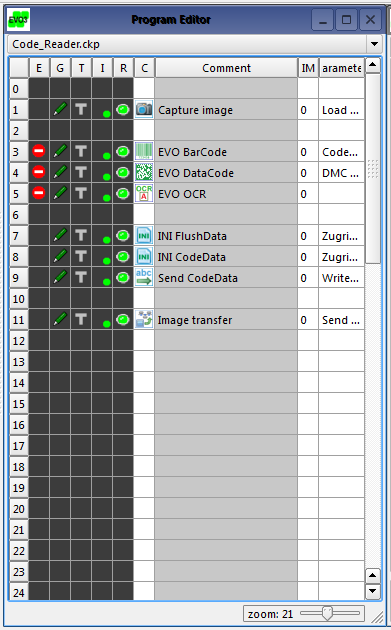 EVO3 Program Editor
Code_Reader.ckp
E G T I R C Comment IM aramete
0
1 T Capture image 0 Load ...
2
3 T EVO BarCode 0 Code...
4 T EVO DataCode 0 DMC ...
5 T OCR A EVO OCR 0
6
7 T INI INI FlushData 0 Zugri...
8 T INI INI CodeData 0 Zugri...
9 T abc Send CodeData 0 Write...
10
11 T Image transfer 0 Send ...
12
13
14
15
16
17
18
19
20
21
22
23
24
zoom: 21